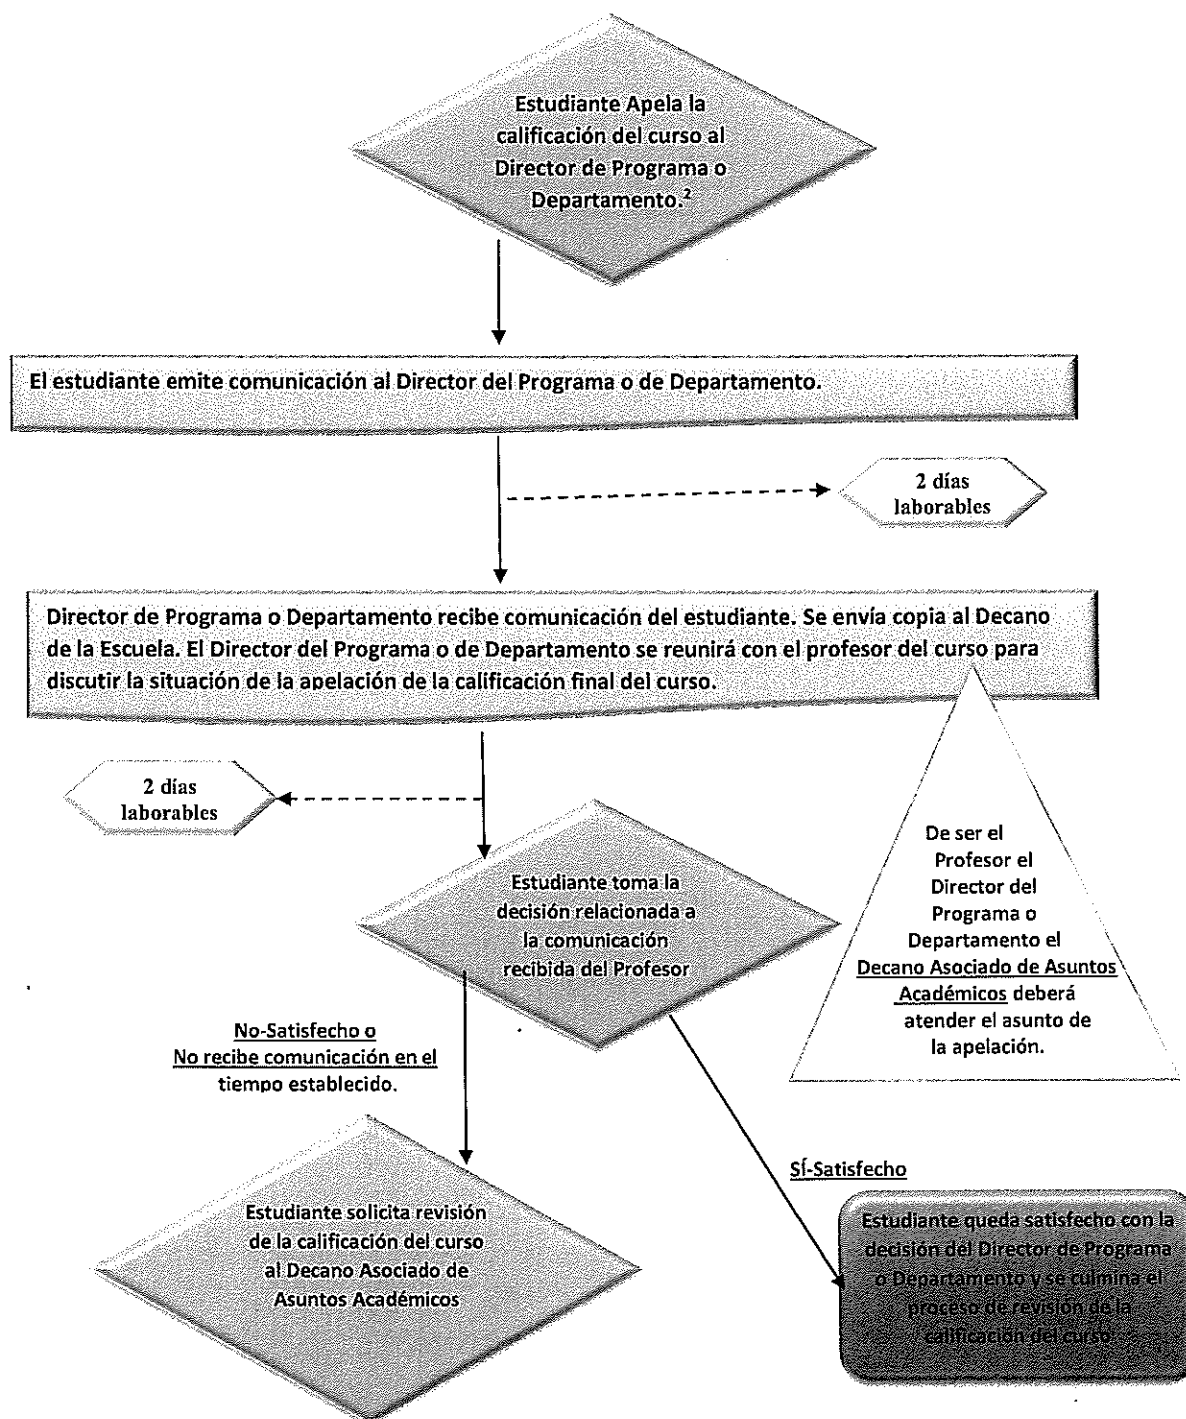 Estudiante Apela la
calificación del curso al
Director de Programa o
Departamento.²
El estudiante emite comunicación al Director del Programa o de Departamento.
2 días
laborables
Director de Programa o Departamento recibe comunicación del estudiante. Se envía copia al Decano
de la Escuela. El Director del Programa o de Departamento se reunirá con el profesor del curso para
discutir la situación de la apelación de la calificación final del curso.
2 días
laborables
Estudiante toma la
decisión relacionada a
la comunicación
recibida del Profesor
De ser el
Profesor el
Director del
Programa o
Departamento el
Decano Asociado de Asuntos
Académicos deberá
atender el asunto de
la apelación.
No-Satisfecho o
No recibe comunicación en el
tiempo establecido.
SÍ-Satisfecho
Estudiante solicita revisión
de la calificación del curso
al Decano Asociado de
Asuntos Académicos
Estudiante queda satisfecho con la
decisión del Director de Programa
o Departamento y se culmina el
proceso de revisión de la
calificación del curso